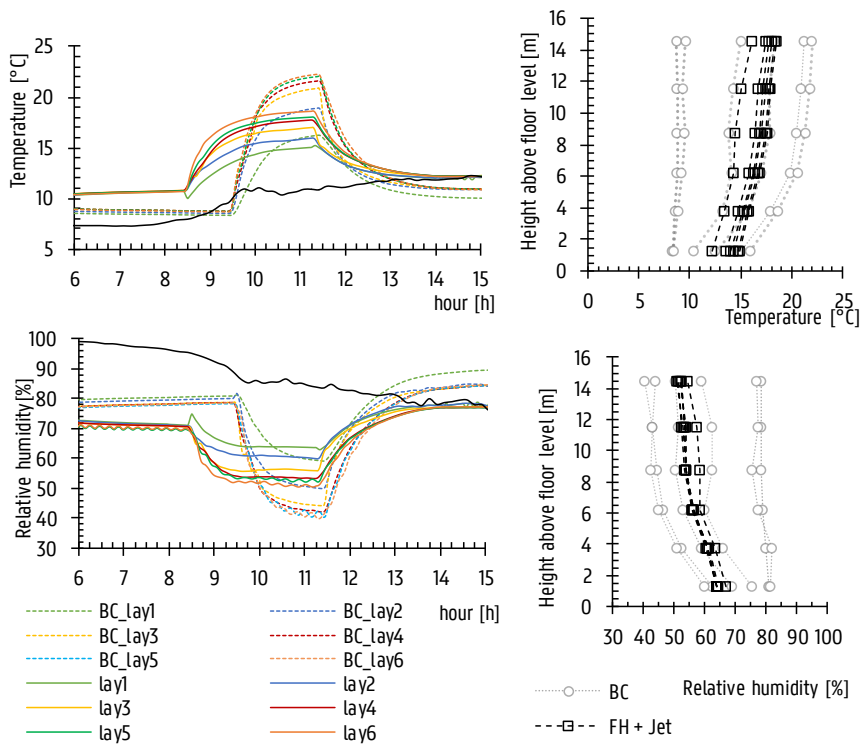 Temperature [°C]
25
20
15
10
5
6 7 8 9 10 11 12 13 14 15
hour [h]
Height above floor level [m]
16
14
12
10
8
6
4
2
0
0 5 10 15 20 25
Temperature [°C]
Relative humidity[%]
100
90
80
70
60
50
40
30
6 7 8 9 10 11 12 13 14 15
hour [h]
Height above floor level [m]
16
14
12
10
8
6
4
2
0
30 40 50 60 70 80 90 100
Relative humidity [%]
BC_lay1 BC_lay2
BC_lay3 BC_lay4
BC_lay5 BC_lay6
lay1 lay2
lay3 lay4
lay5 lay6
BC
FH + Jet